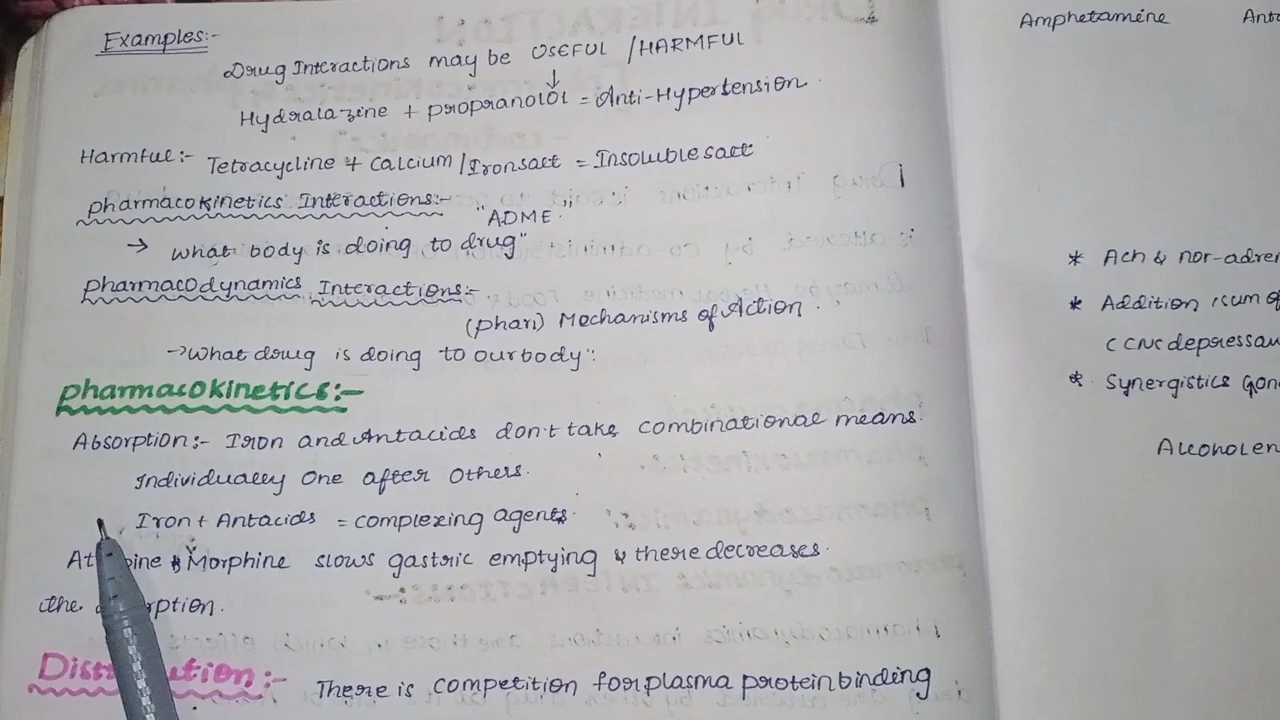 Examples:-
Drug Interactions may be USEFUL / HARMFUL
↓
Hydralazine + propranolol = Anti-Hypertension.
Harmful:- Tetracycline + Calcium / Iron salt = Insoluble salt
pharmacokinetics Interactions:-
"ADME."
→ what body is doing to drug"
pharmacodynamics Interactions:-
Mechanisms of Action.
→ What drug is doing to our body":
pharmacokinetics:-
Absorption:- Iron and Antacids don't take combinational means.
Individually One after Others.
Iron + Antacids = complexing agents.
Morphine slows gastric emptying & there decreases.
the
Distribution:- There is competition for plasma protein binding
Amphetamine
* Ach & nor-adre
* Addition (sum of
(CNS depressan
* Synergistics